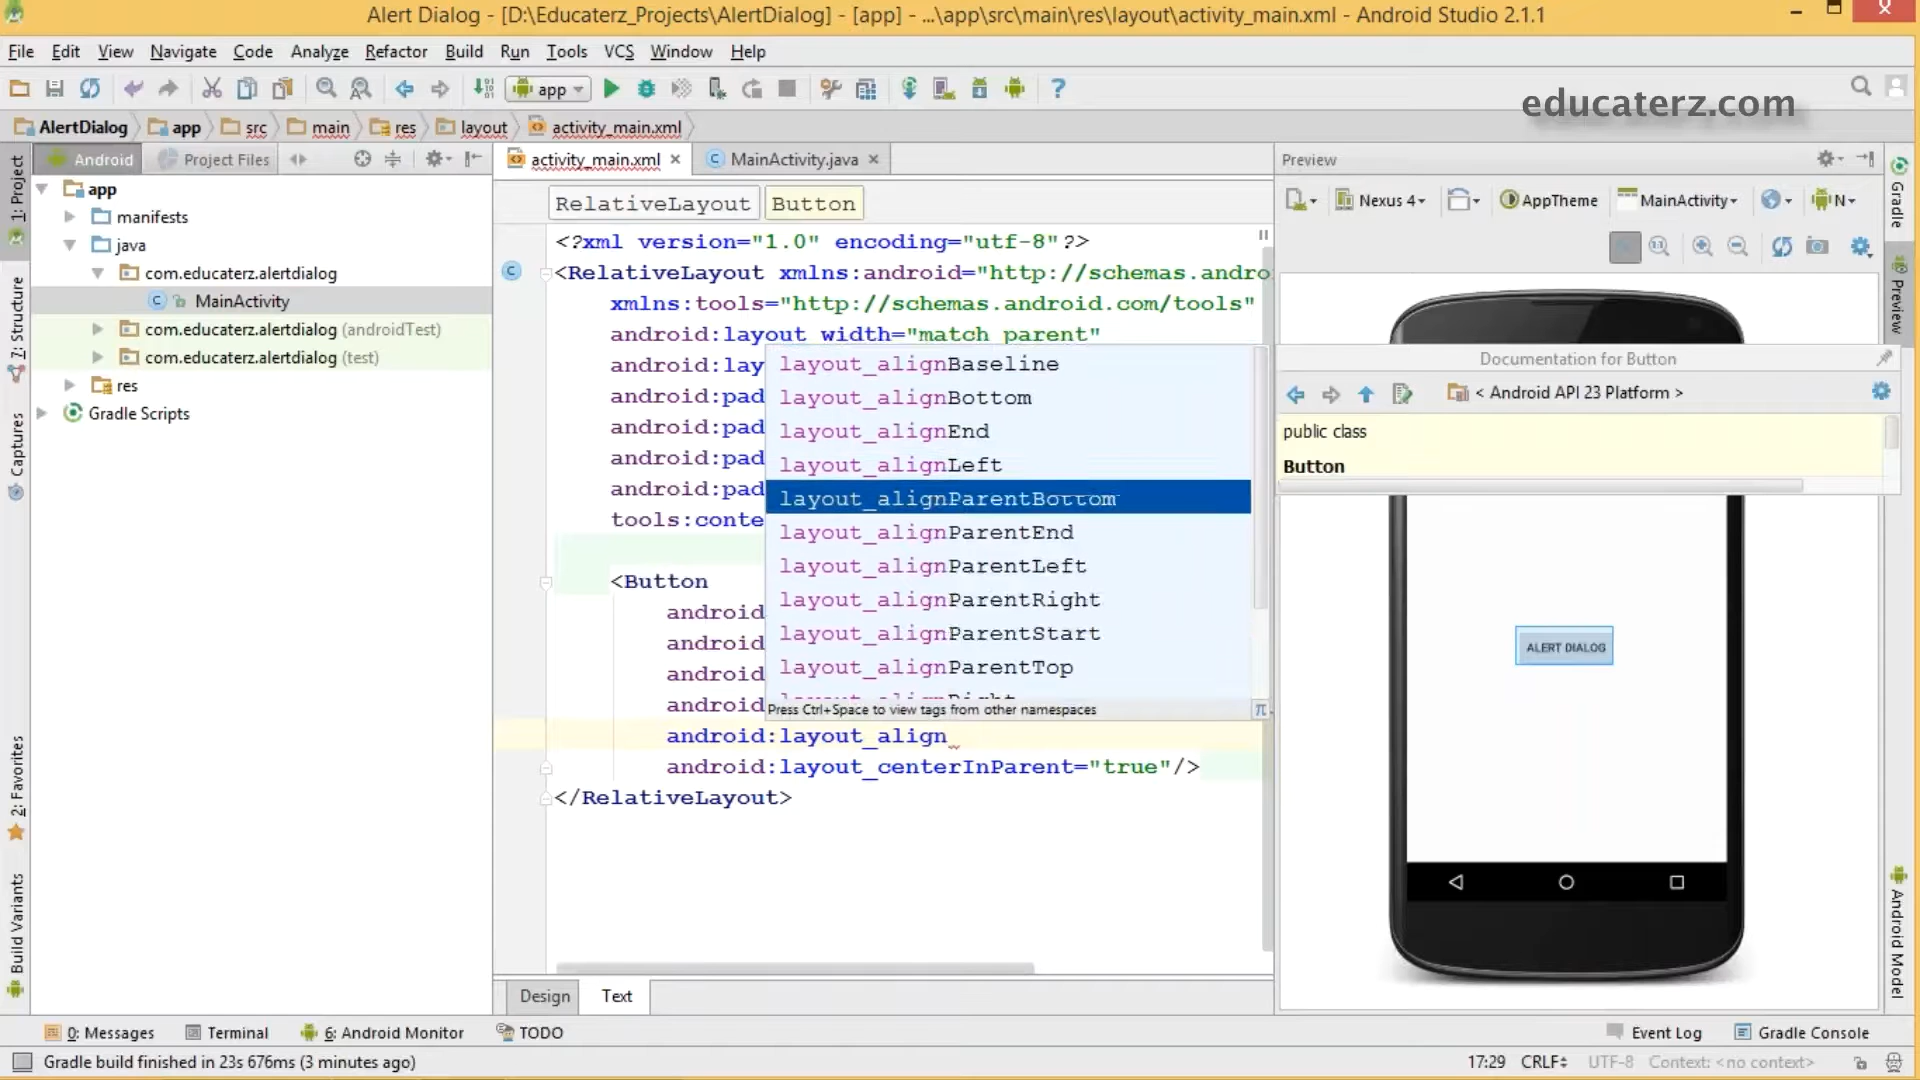 Alert Dialog - [D:\Educaterz_Projects\AlertDialog] - [app] - ...\app\src\main\res\layout\activity_main.xml - Android Studio 2.1.1
File Edit View Navigate Code Analyze Refactor Build Run Tools VCS Window Help
app
educaterz.com
AlertDialog app src main res layout activity_main.xml
1: Project
7: Structure
Captures
2: Favorites
Build Variants
Android Project Files
app
manifests
java
com.educaterz.alertdialog
MainActivity
com.educaterz.alertdialog (androidTest)
com.educaterz.alertdialog (test)
res
Gradle Scripts
activity_main.xml MainActivity.java
RelativeLayout Button
<?xml version="1.0" encoding="utf-8"?>
<RelativeLayout xmlns:android="http://schemas.andro
xmlns:tools="http://schemas.android.com/tools"
android:layout_width="match_parent"
android:lay
android:pad
android:pad
android:pad
android:pad
tools:conte
<Button
android
android
android
android
android:layout_align
android:layout_centerInParent="true"/>
</RelativeLayout>
layout_alignBaseline
layout_alignBottom
layout_alignEnd
layout_alignLeft
layout_alignParentBottom
layout_alignParentEnd
layout_alignParentLeft
layout_alignParentRight
layout_alignParentStart
layout_alignParentTop
layout_alignRight
Press Ctrl+Space to view tags from other namespaces
π
Design Text
Preview
Nexus 4 AppTheme MainActivity N
Documentation for Button
< Android API 23 Platform >
public class
Button
ALERT DIALOG
Gradle
Preview
Android Model
0: Messages Terminal 6: Android Monitor TODO Event Log Gradle Console
Gradle build finished in 23s 676ms (3 minutes ago) 17:29 CRLF UTF-8 Context: <no context>